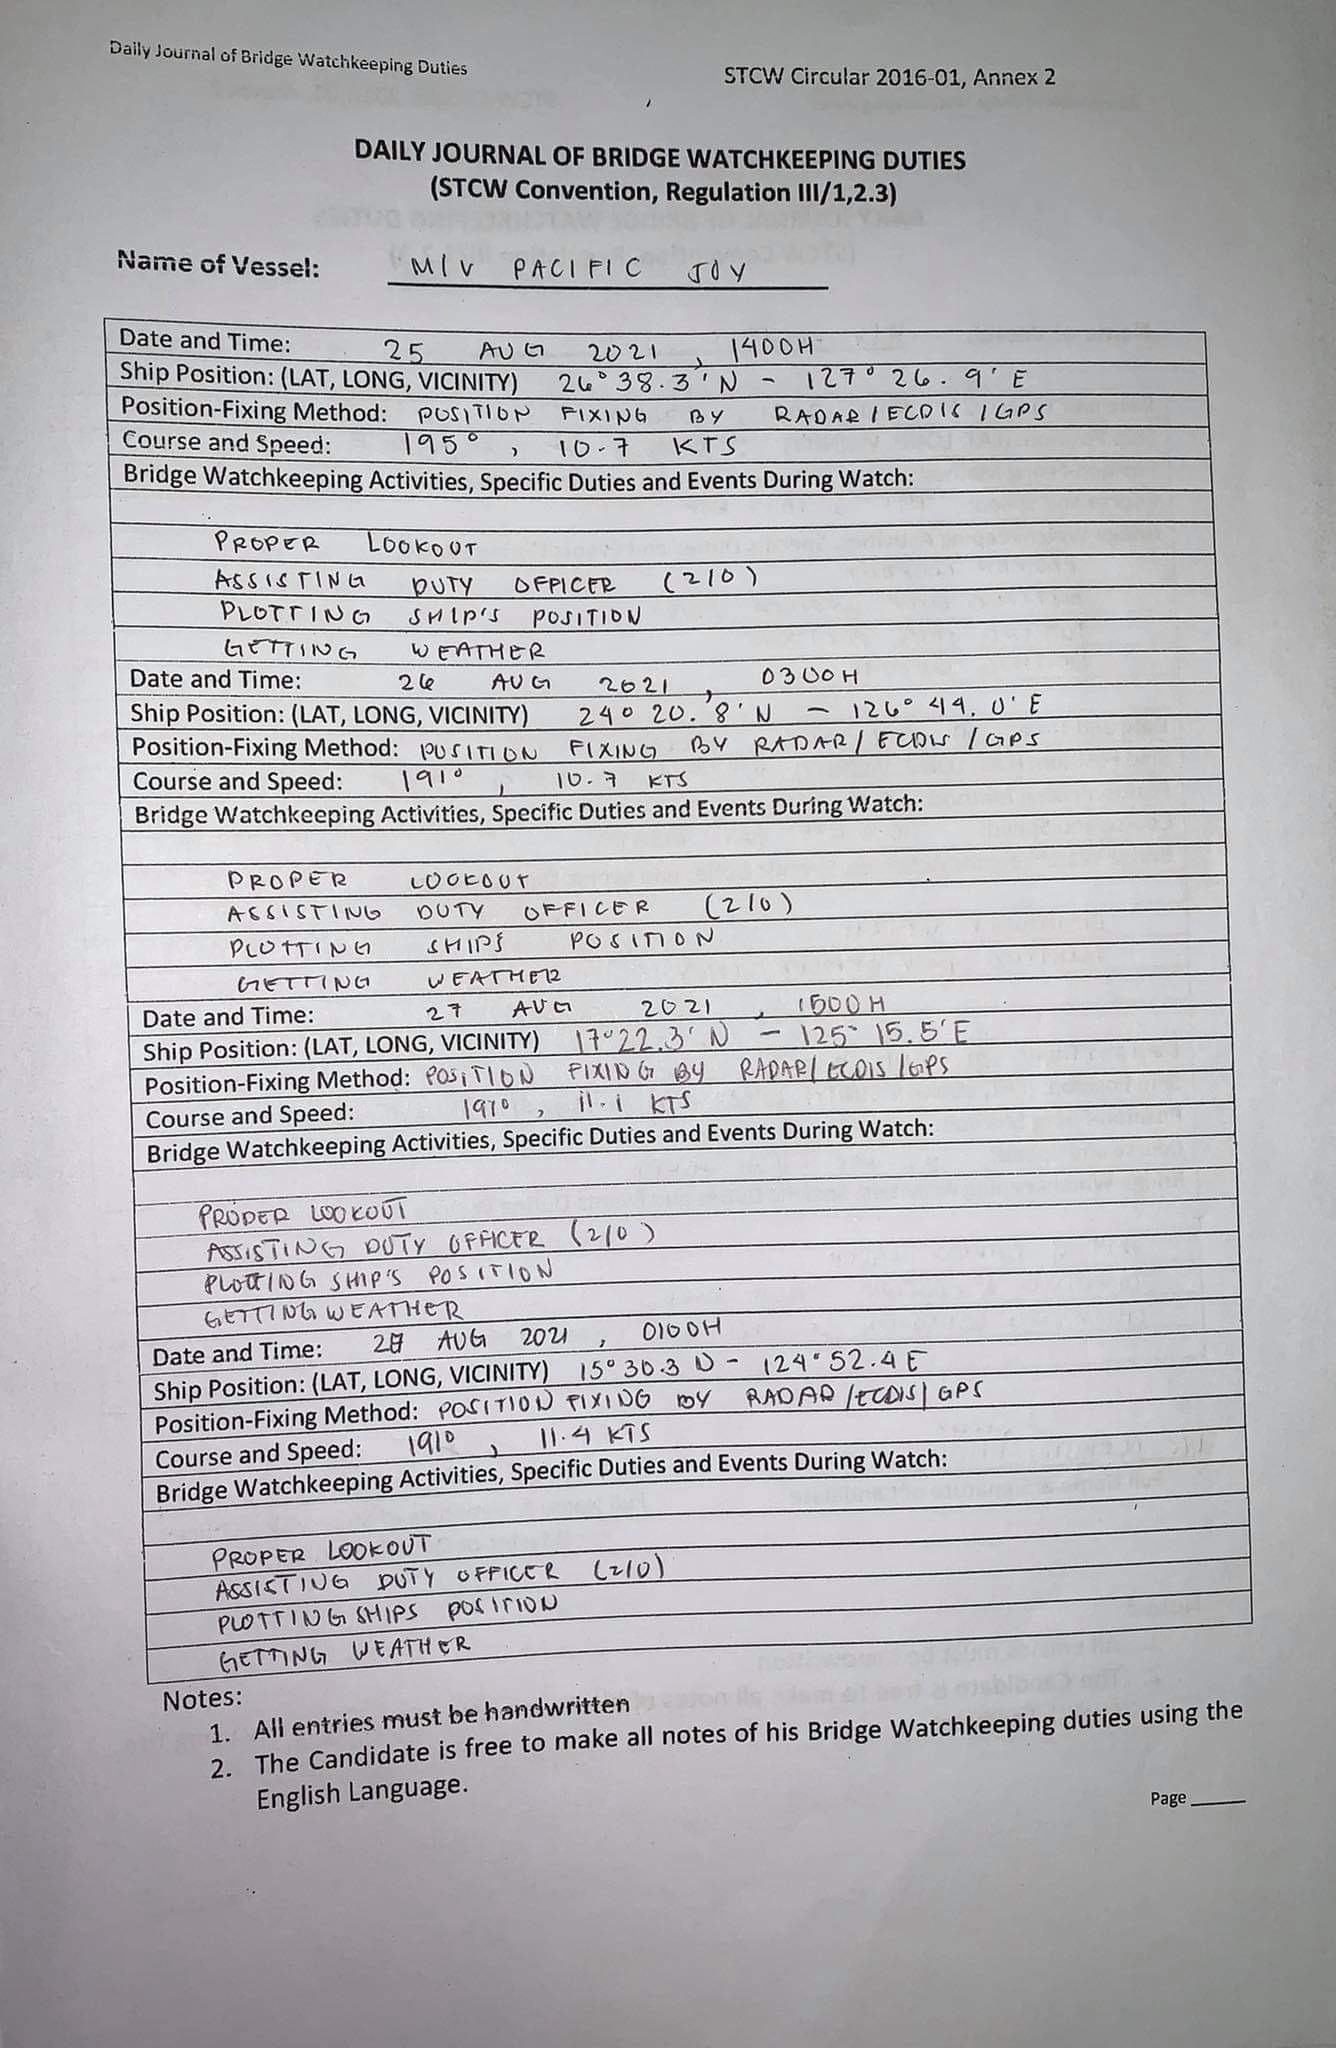 Daily Journal of Bridge Watchkeeping Duties
STCW Circular 2016-01, Annex 2
DAILY JOURNAL OF BRIDGE WATCHKEEPING DUTIES
(STCW Convention, Regulation III/1,2.3)
Name of Vessel: M/V PACIFIC JOY
Date and Time: 25 AUG 2021, 1400H
Ship Position: (LAT, LONG, VICINITY) 26° 38.3' N - 127° 26.9' E
Position-Fixing Method: POSITION FIXING BY RADAR / ECDIS / GPS
Course and Speed: 195°, 10.7 KTS
Bridge Watchkeeping Activities, Specific Duties and Events During Watch:
PROPER LOOKOUT
ASSISTING DUTY OFFICER (2/O)
PLOTTING SHIP'S POSITION
GETTING WEATHER
Date and Time: 26 AUG 2021, 0300H
Ship Position: (LAT, LONG, VICINITY) 24° 20.8' N - 126° 44.0' E
Position-Fixing Method: POSITION FIXING BY RADAR / ECDIS / GPS
Course and Speed: 191°, 10.7 KTS
Bridge Watchkeeping Activities, Specific Duties and Events During Watch:
PROPER LOOKOUT
ASSISTING DUTY OFFICER (2/O)
PLOTTING SHIPS POSITION
GETTING WEATHER
Date and Time: 27 AUG 2021, 1500H
Ship Position: (LAT, LONG, VICINITY) 17° 22.3' N - 125° 15.5' E
Position-Fixing Method: POSITION FIXING BY RADAR / ECDIS / GPS
Course and Speed: 191°, 11.1 KTS
Bridge Watchkeeping Activities, Specific Duties and Events During Watch:
PROPER LOOKOUT
ASSISTING DUTY OFFICER (2/O)
PLOTTING SHIP'S POSITION
GETTING WEATHER
Date and Time: 28 AUG 2021, 0100H
Ship Position: (LAT, LONG, VICINITY) 15° 30.3 N - 124° 52.4 E
Position-Fixing Method: POSITION FIXING BY RADAR / ECDIS / GPS
Course and Speed: 191°, 11.4 KTS
Bridge Watchkeeping Activities, Specific Duties and Events During Watch:
PROPER LOOKOUT
ASSISTING DUTY OFFICER (2/O)
PLOTTING SHIPS POSITION
GETTING WEATHER
Notes:
1. All entries must be handwritten
2. The Candidate is free to make all notes of his Bridge Watchkeeping duties using the
English Language.
Page